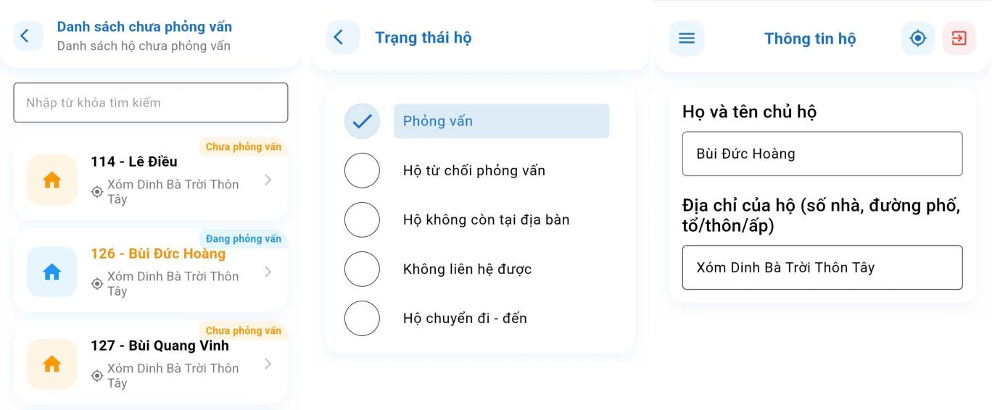 Danh sách chưa phỏng vấn
Danh sách hộ chưa phỏng vấn
Nhập từ khóa tìm kiếm
Chưa phỏng vấn
114 - Lê Điều
Xóm Dinh Bà Trời Thôn
Tây
Đang phỏng vấn
126 - Bùi Đức Hoàng
Xóm Dinh Bà Trời Thôn
Tây
Chưa phỏng vấn
127 - Bùi Quang Vinh
Xóm Dinh Bà Trời Thôn
Tây
Trạng thái hộ
Phỏng vấn
Hộ từ chối phỏng vấn
Hộ không còn tại địa bàn
Không liên hệ được
Hộ chuyển đi - đến
Thông tin hộ
Họ và tên chủ hộ
Bùi Đức Hoàng
Địa chỉ của hộ (số nhà, đường phố,
tổ/thôn/ấp)
Xóm Dinh Bà Trời Thôn Tây